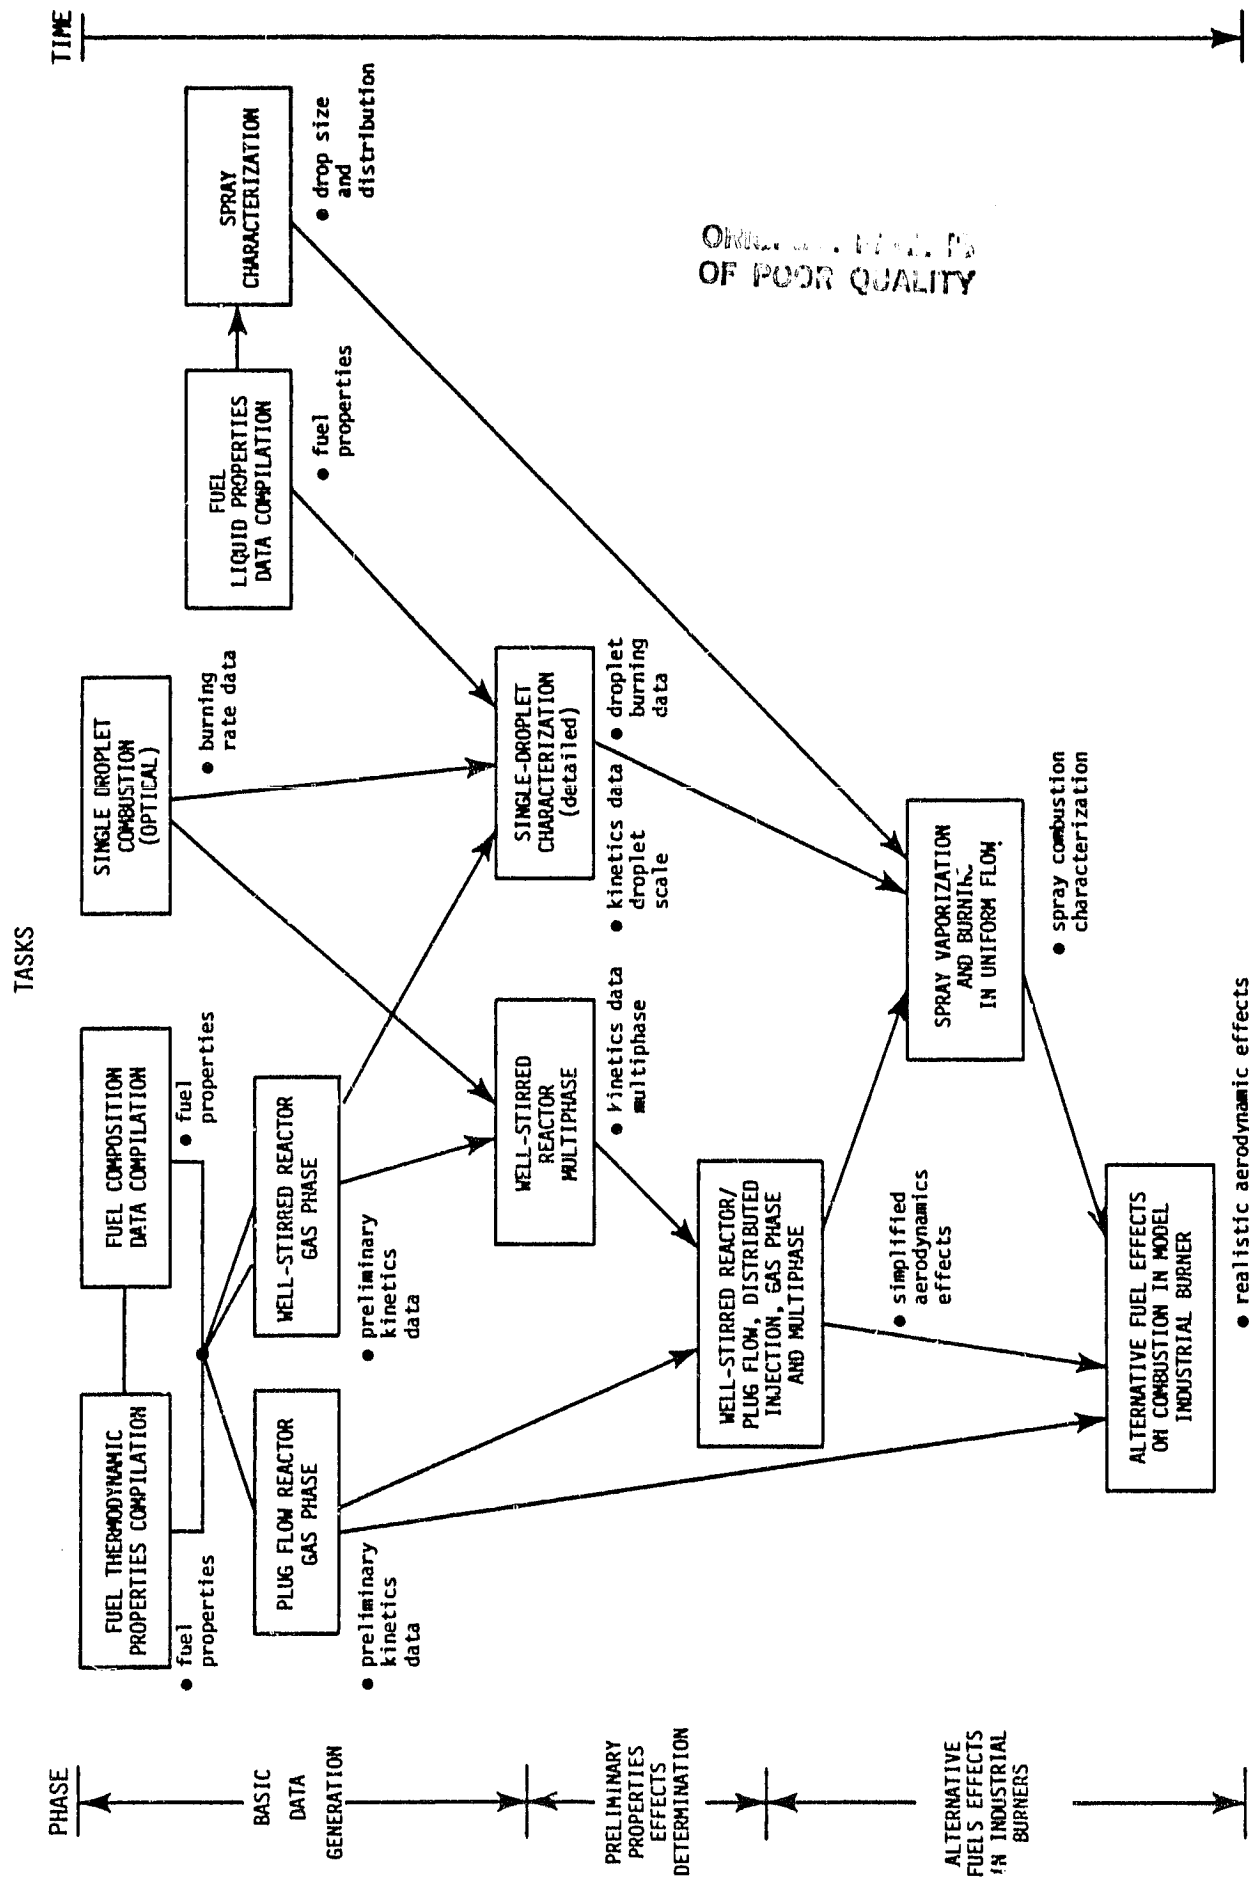 TASKS
PHASE
TIME
FUEL THERMODYNAMIC
PROPERTIES COMPILATION
FUEL COMPOSITION
DATA COMPILATION
SINGLE DROPLET
COMBUSTION
(OPTICAL)
● fuel
properties
● fuel
properties
● burning
rate data
FUEL
LIQUID PROPERTIES
DATA COMPILATION
SPRAY
CHARACTERIZATION
BASIC
DATA
GENERATION
PLUG FLOW REACTOR
GAS PHASE
WELL-STIRRED REACTOR
GAS PHASE
● fuel
properties
● drop size
and
distribution
● preliminary
kinetics
data
● preliminary
kinetics
data
WELL-STIRRED
REACTOR
MULTIPHASE
SINGLE-DROPLET
CHARACTERIZATION
(detailed)
PRELIMINARY
PROPERTIES
EFFECTS
DETERMINATION
● kinetics data
multiphase
● kinetics data
droplet
scale
● droplet
burning
data
WELL-STIRRED REACTOR/
PLUG FLOW, DISTRIBUTED
INJECTION, GAS PHASE
AND MULTIPHASE
OF POOR QUALITY
● simplified
aerodynamics
effects
SPRAY VAPORIZATION
AND BURNING
IN UNIFORM FLOW
ALTERNATIVE
FUELS EFFECTS
IN INDUSTRIAL
BURNERS
● spray combustion
characterization
ALTERNATIVE FUEL EFFECTS
ON COMBUSTION IN MODEL
INDUSTRIAL BURNER
● realistic aerodynamic effects